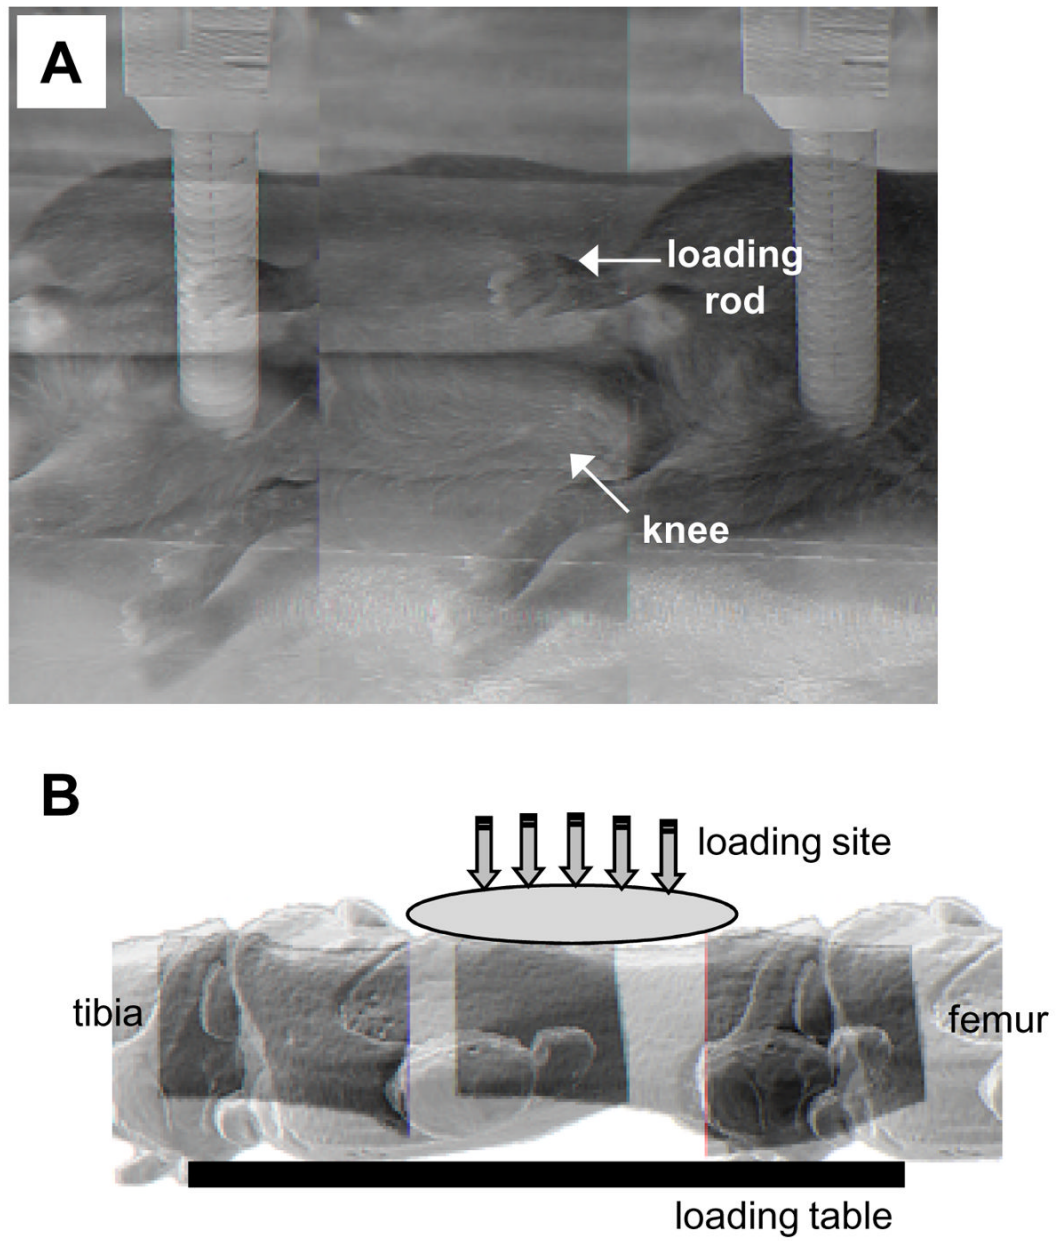 A
loading
rod
knee
B
loading site
tibia
femur
loading table